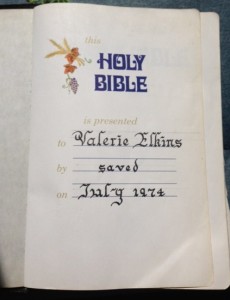 this
HOLY
BIBLE
is presented
to Valerie Elkins
by saved
on July 1974